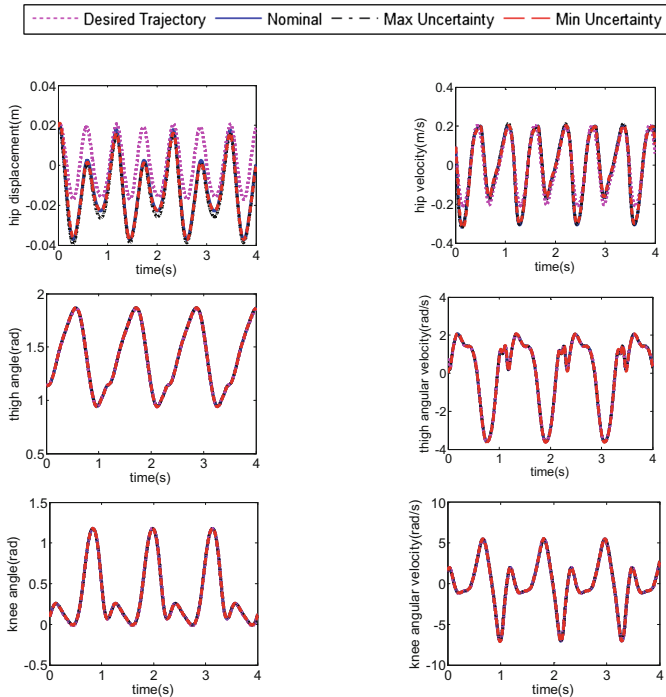 Desired Trajectory Nominal Max Uncertainty Min Uncertainty
hip displacement(m)
0.04
0.02
0
-0.02
-0.04
0 1 2 3 4
time(s)
hip velocity(m/s)
0.4
0.2
0
-0.2
-0.4
0 1 2 3 4
time(s)
thigh angle(rad)
2
1.5
1
0.5
0 1 2 3 4
time(s)
thigh angular velocity(rad/s)
4
2
0
-2
-4
0 1 2 3 4
time(s)
knee angle(rad)
1.5
1
0.5
0
-0.5
0 1 2 3 4
time(s)
knee angular velocity(rad/s)
10
5
0
-5
-10
0 1 2 3 4
time(s)